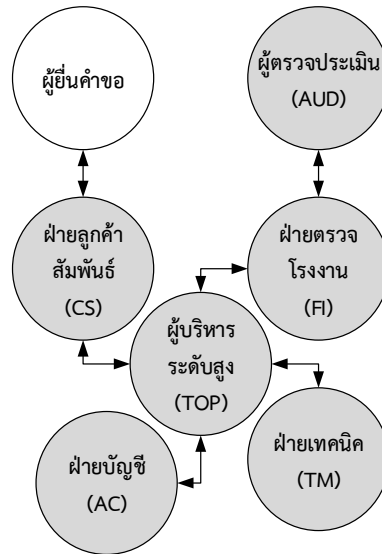 ผู้ยื่นคำขอ
ผู้ตรวจประเมิน
(AUD)
ฝ่ายลูกค้า
สัมพันธ์
(CS)
ฝ่ายตรวจ
โรงงาน
(FI)
ผู้บริหาร
ระดับสูง
(TOP)
ฝ่ายบัญชี
(AC)
ฝ่ายเทคนิค
(TM)